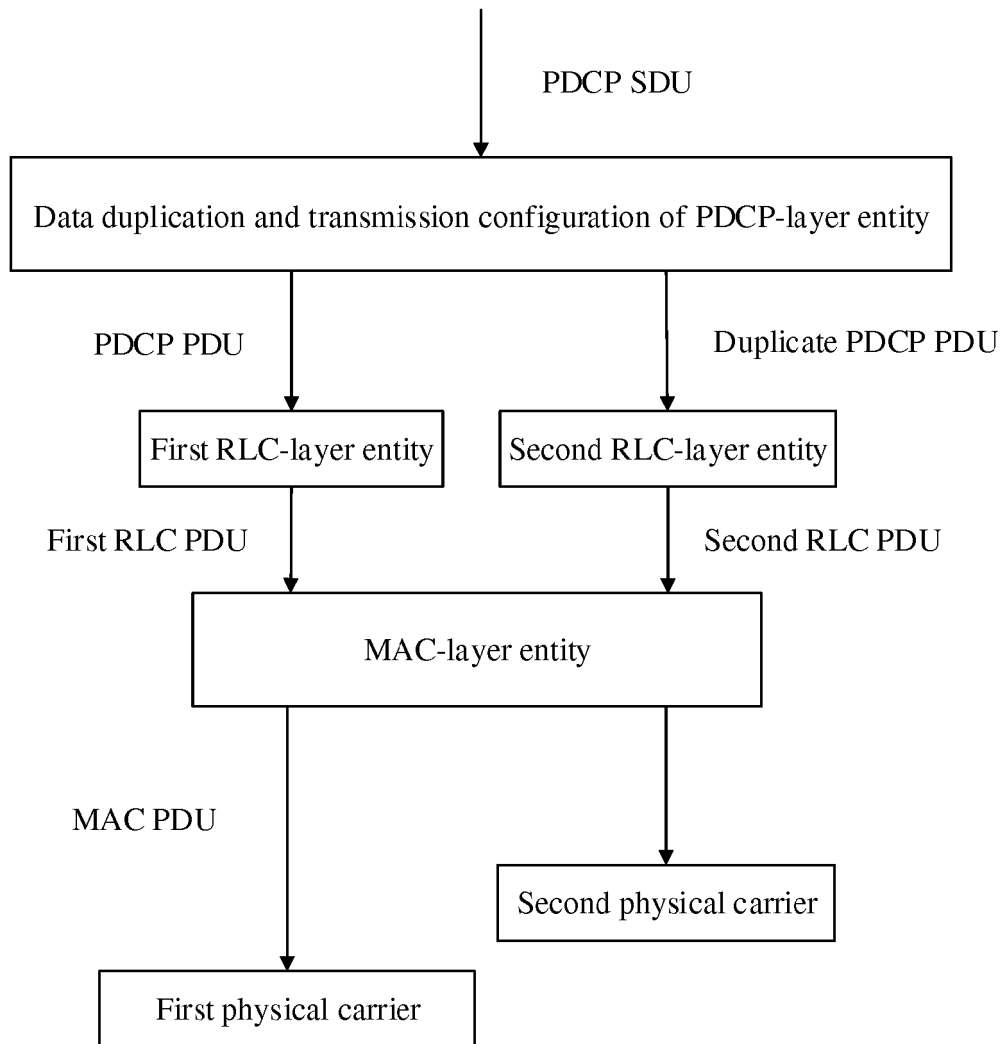 PDCP SDU
Data duplication and transmission configuration of PDCP-layer entity
PDCP PDU
Duplicate PDCP PDU
First RLC-layer entity
Second RLC-layer entity
First RLC PDU
Second RLC PDU
MAC-layer entity
MAC PDU
Second physical carrier
First physical carrier